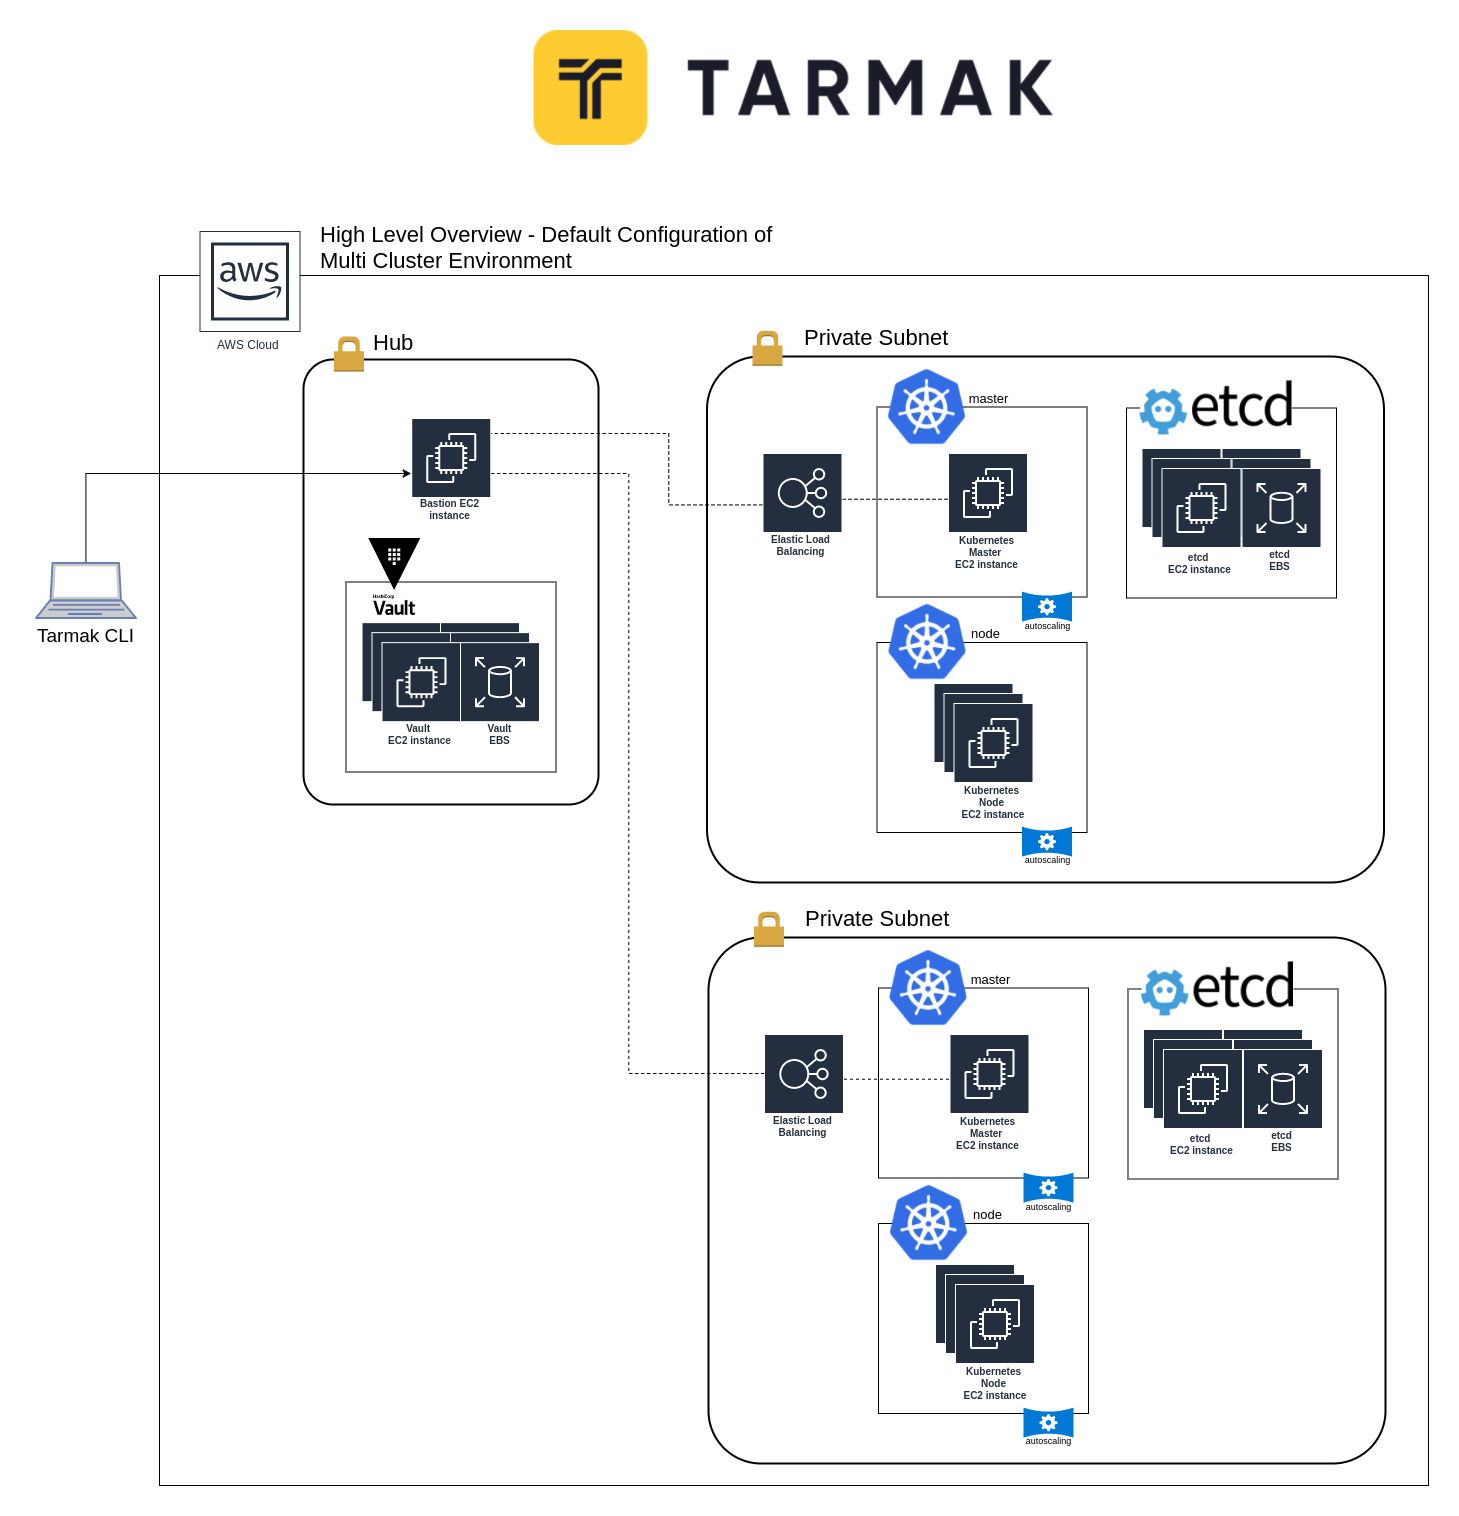 TARMAK
High Level Overview - Default Configuration of
Multi Cluster Environment
aws
AWS Cloud
Hub
Bastion EC2
instance
Tarmak CLI
HashiCorp
Vault
Vault
EC2 instance
Vault
EBS
Private Subnet
Elastic Load
Balancing
master
Kubernetes
Master
EC2 instance
autoscaling
etcd
etcd
EC2 instance
etcd
EBS
node
Kubernetes
Node
EC2 instance
autoscaling
Private Subnet
Elastic Load
Balancing
master
Kubernetes
Master
EC2 instance
autoscaling
etcd
etcd
EC2 instance
etcd
EBS
node
Kubernetes
Node
EC2 instance
autoscaling